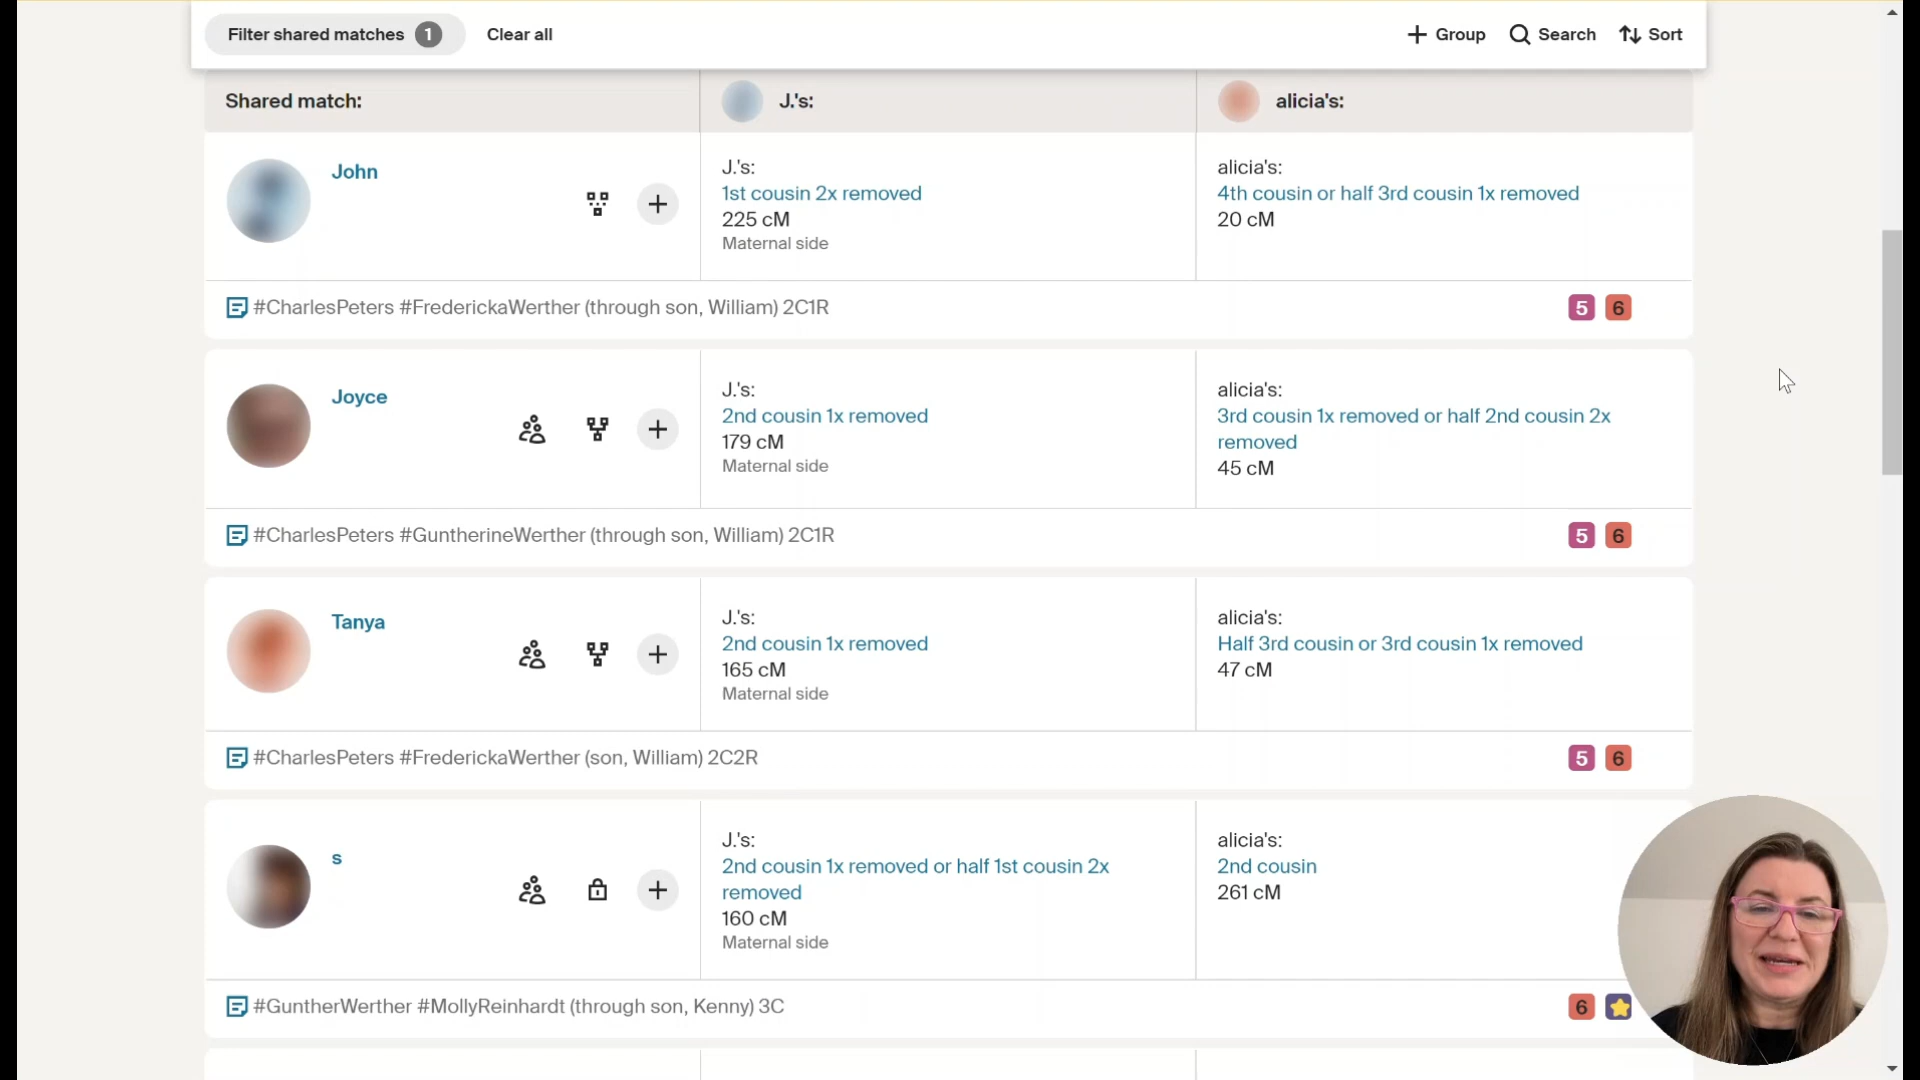 Filter shared matches 1 Clear all + Group Search Sort
Shared match: J.'s: alicia's:
John
J.'s:
1st cousin 2x removed
225 cM
Maternal side
alicia's:
4th cousin or half 3rd cousin 1x removed
20 cM
#CharlesPeters #FrederickaWerther (through son, William) 2C1R 5 6
Joyce
J.'s:
2nd cousin 1x removed
179 cM
Maternal side
alicia's:
3rd cousin 1x removed or half 2nd cousin 2x
removed
45 cM
#CharlesPeters #GuntherineWerther (through son, William) 2C1R 5 6
Tanya
J.'s:
2nd cousin 1x removed
165 cM
Maternal side
alicia's:
Half 3rd cousin or 3rd cousin 1x removed
47 cM
#CharlesPeters #FrederickaWerther (son, William) 2C2R 5 6
s
J.'s:
2nd cousin 1x removed or half 1st cousin 2x
removed
160 cM
Maternal side
alicia's:
2nd cousin
261 cM
#GuntherWerther #MollyReinhardt (through son, Kenny) 3C 6